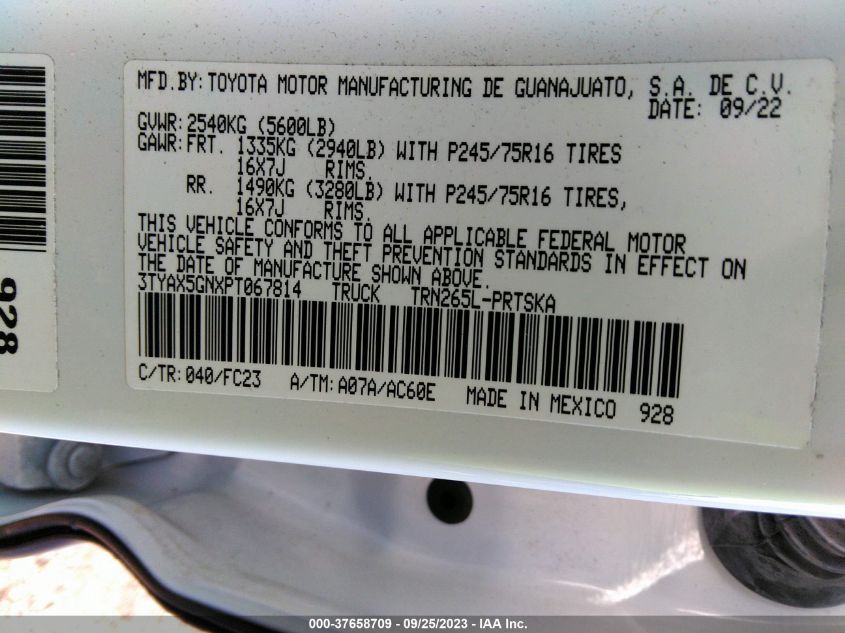 MFD.BY: TOYOTA MOTOR MANUFACTURING DE GUANAJUATO, S.A. DE C.V.
DATE: 09/22
GVWR: 2540KG (5600LB)
GAWR: FRT. 1335KG (2940LB) WITH P245/75R16 TIRES
16X7J RIMS,
RR. 1490KG (3280LB) WITH P245/75R16 TIRES,
16X7J RIMS,
THIS VEHICLE CONFORMS TO ALL APPLICABLE FEDERAL MOTOR
VEHICLE SAFETY AND THEFT PREVENTION STANDARDS IN EFFECT ON
THE DATE OF MANUFACTURE SHOWN ABOVE.
3TYAX5GNXPT067814 TRUCK TRN265L-PRTSKA
C/TR: 040/FC23 A/TM: A07A/AC60E MADE IN MEXICO 928
928
000-37658709 - 09/25/2023 - IAA Inc.